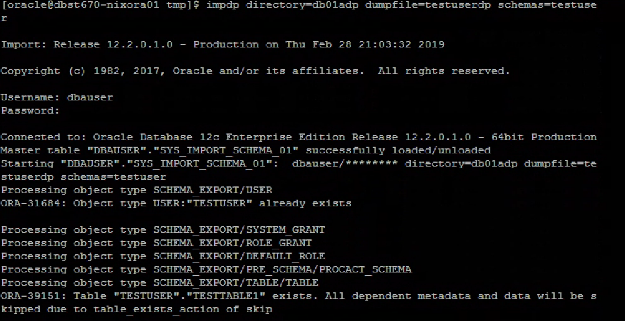 [oracle@dbst670-nixora01 tmp]$ impdp directory=db01adp dumpfile=testuserdp schemas=testuse
r
Import: Release 12.2.0.1.0 - Production on Thu Feb 28 21:03:32 2019
Copyright (c) 1982, 2017, Oracle and/or its affiliates.  All rights reserved.
Username: dbauser
Password:
Connected to: Oracle Database 12c Enterprise Edition Release 12.2.0.1.0 - 64bit Production
Master table "DBAUSER"."SYS_IMPORT_SCHEMA_01" successfully loaded/unloaded
Starting "DBAUSER"."SYS_IMPORT_SCHEMA_01":  dbauser/******** directory=db01adp dumpfile=te
stuserdp schemas=testuser
Processing object type SCHEMA_EXPORT/USER
ORA-31684: Object type USER:"TESTUSER" already exists
Processing object type SCHEMA_EXPORT/SYSTEM_GRANT
Processing object type SCHEMA_EXPORT/ROLE_GRANT
Processing object type SCHEMA_EXPORT/DEFAULT_ROLE
Processing object type SCHEMA_EXPORT/PRE_SCHEMA/PROCACT_SCHEMA
Processing object type SCHEMA_EXPORT/TABLE/TABLE
ORA-39151: Table "TESTUSER"."TESTTABLE1" exists. All dependent metadata and data will be s
kipped due to table_exists_action of skip